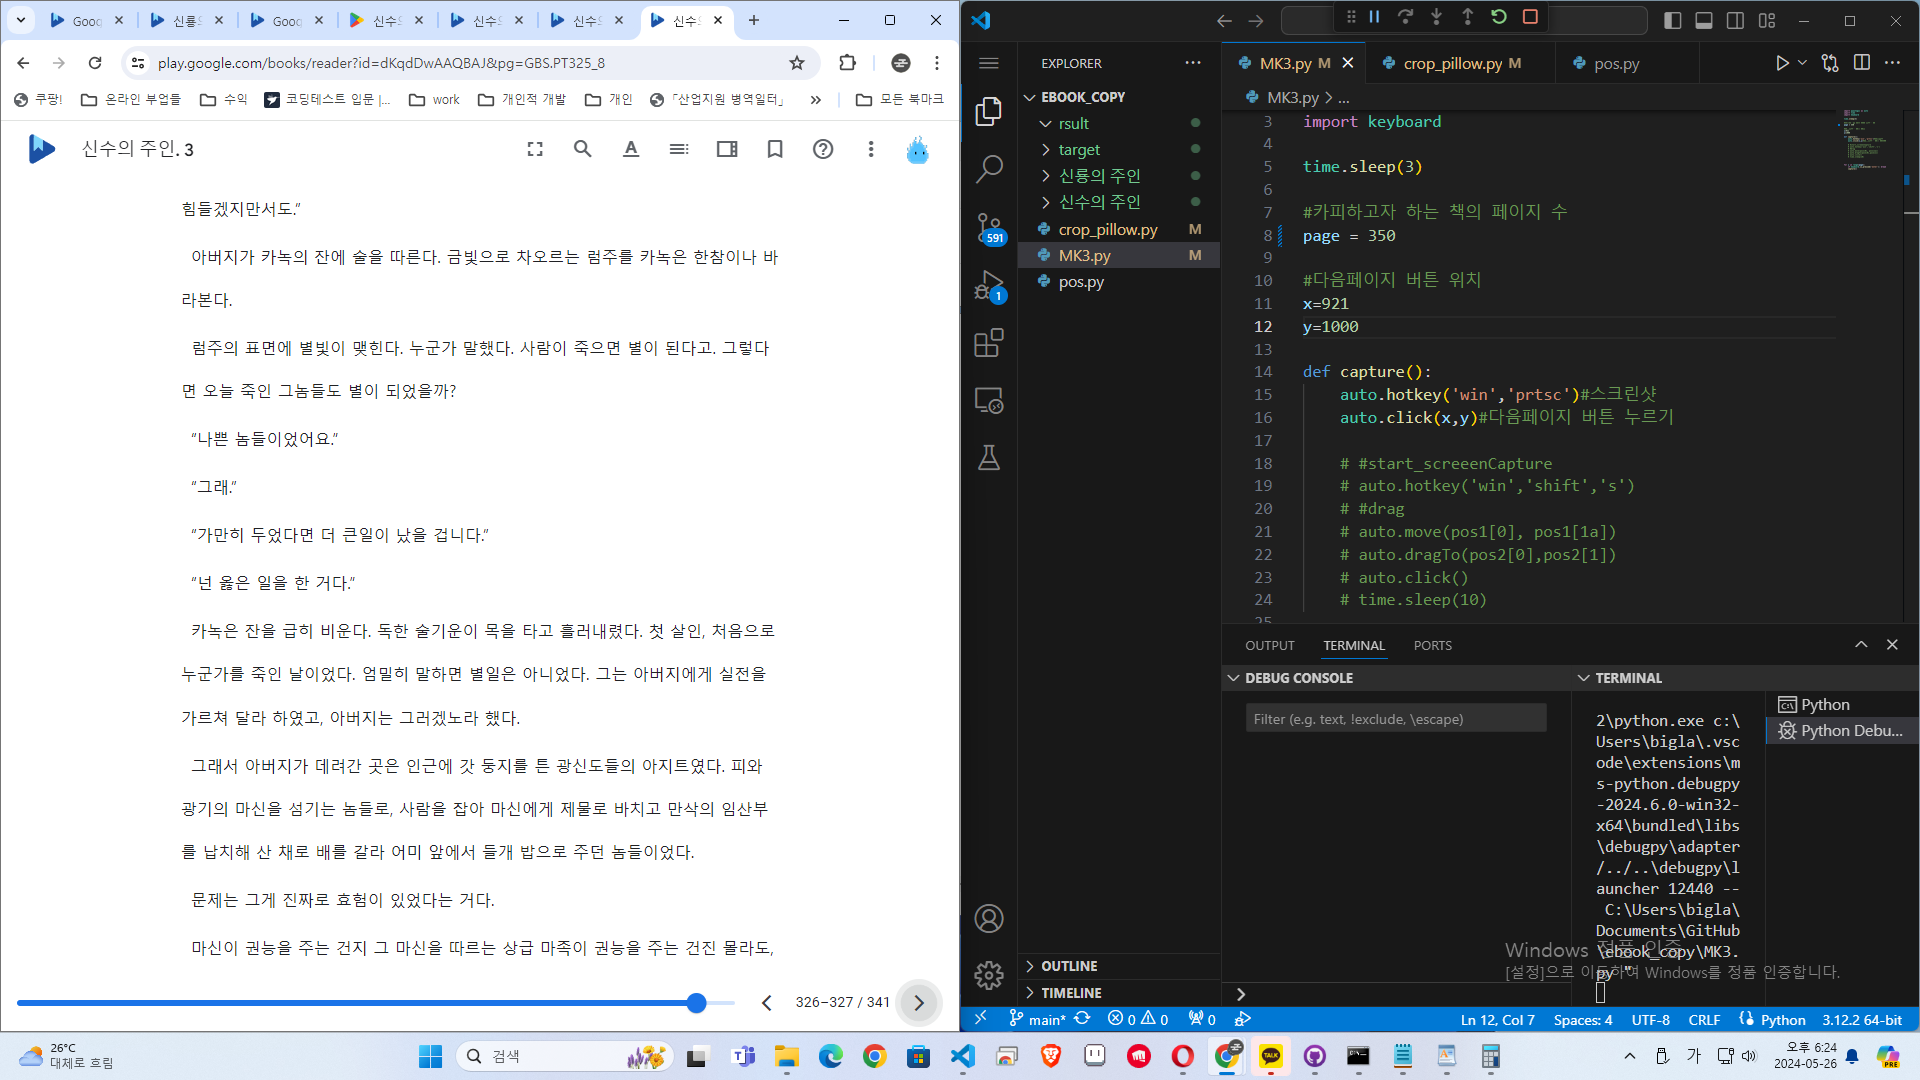 Goog
신룡
Goog
신수
신수
신수
신수
play.google.com/books/reader?id=dKqdDwAAQBAJ&pg=GBS.PT325_8
쿠팡!
온라인 부업들
수익
코딩테스트 입문 |...
work
개인적 개발
개인
「산업지원 병역일터」
»
모든 북마크
신수의 주인. 3
힘들겠지만서도.”
아버지가 카녹의 잔에 술을 따른다. 금빛으로 차오르는 럼주를 카녹은 한참이나 바
라본다.
럼주의 표면에 별빛이 맺힌다. 누군가 말했다. 사람이 죽으면 별이 된다고. 그렇다
면 오늘 죽인 그놈들도 별이 되었을까?
“나쁜 놈들이었어요.”
“그래.”
“가만히 두었다면 더 큰일이 났을 겁니다.”
“넌 옳은 일을 한 거다.”
카녹은 잔을 급히 비운다. 독한 술기운이 목을 타고 흘러내렸다. 첫 살인, 처음으로
누군가를 죽인 날이었다. 엄밀히 말하면 별일은 아니었다. 그는 아버지에게 실전을
가르쳐 달라 하였고, 아버지는 그러겠노라 했다.
그래서 아버지가 데려간 곳은 인근에 갓 둥지를 튼 광신도들의 아지트였다. 피와
광기의 마신을 섬기는 놈들로, 사람을 잡아 마신에게 제물로 바치고 만삭의 임산부
를 납치해 산 채로 배를 갈라 어미 앞에서 들개 밥으로 주던 놈들이었다.
문제는 그게 진짜로 효험이 있었다는 거다.
마신이 권능을 주는 건지 그 마신을 따르는 상급 마족이 권능을 주는 건진 몰라도,
326–327 / 341
EXPLORER
EBOOK_COPY
rsult
target
신룡의 주인
신수의 주인
crop_pillow.py M
MK3.py M
pos.py
591
1
OUTLINE
TIMELINE
MK3.py M
crop_pillow.py M
pos.py
MK3.py > ...
3 import keyboard
4
5 time.sleep(3)
6
7 #카피하고자 하는 책의 페이지 수
8 page = 350
9
10 #다음페이지 버튼 위치
11 x=921
12 y=1000
13
14 def capture():
15 auto.hotkey('win','prtsc')#스크린샷
16 auto.click(x,y)#다음페이지 버튼 누르기
17
18 # #start_screeenCapture
19 # auto.hotkey('win','shift','s')
20 # #drag
21 # auto.move(pos1[0], pos1[1a])
22 # auto.dragTo(pos2[0],pos2[1])
23 # auto.click()
24 # time.sleep(10)
25
OUTPUT
TERMINAL
PORTS
DEBUG CONSOLE
Filter (e.g. text, !exclude, \escape)
TERMINAL
2\python.exe c:\
Users\bigla\.vsc
ode\extensions\m
s-python.debugpy
-2024.6.0-win32-
x64\bundled\libs
\debugpy\adapter
/../..\debugpy\l
auncher 12440 --
C:\Users\bigla\
Documents\GitHub
\ebook_copy\MK3.
py "
Python
Python Debu...
Windows 정품 인증
[설정]으로 이동하여 Windows를 정품 인증합니다.
main*
0 0
0
Ln 12, Col 7
Spaces: 4
UTF-8
CRLF
Python
3.12.2 64-bit
26°C
대체로 흐림
검색
TALK
PRE
가
오후 6:24
2024-05-26